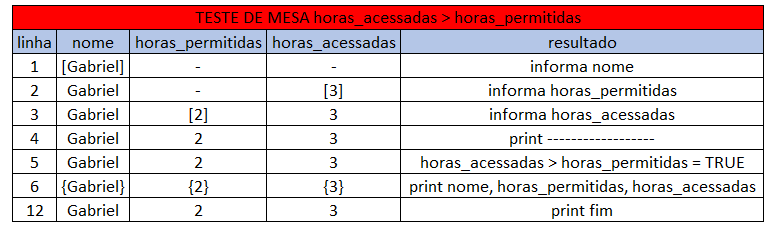 TESTE DE MESA horas_acessadas > horas_permitidas
linha nome horas_permitidas horas_acessadas resultado
1 [Gabriel] - - informa nome
2 Gabriel - [3] informa horas_permitidas
3 Gabriel [2] 3 informa horas_acessadas
4 Gabriel 2 3 print ------------------
5 Gabriel 2 3 horas_acessadas > horas_permitidas = TRUE
6 {Gabriel} {2} {3} print nome, horas_permitidas, horas_acessadas
12 Gabriel 2 3 print fim